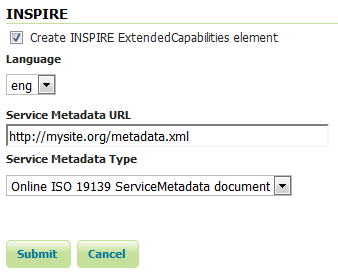 INSPIRE
Create INSPIRE ExtendedCapabilities element
Language
eng
Service Metadata URL
http://mysite.org/metadata.xml
Service Metadata Type
Online ISO 19139 ServiceMetadata document
Submit Cancel